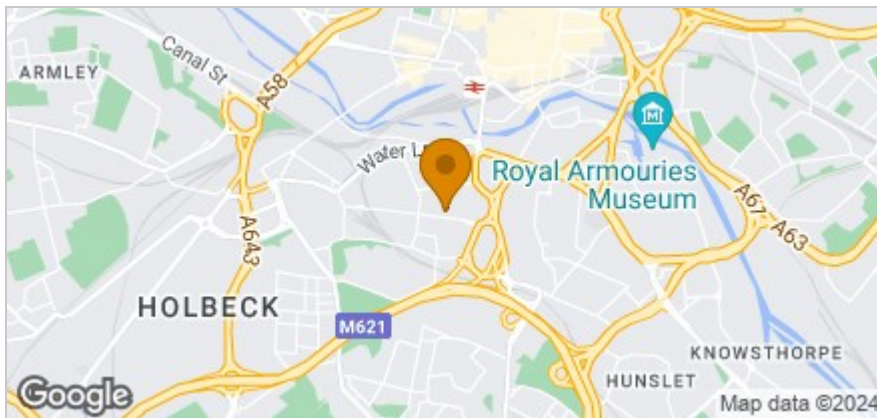 ARMLEY
Canal St
A58
Water L
Royal Armouries
Museum
A67
A63
A643
HOLBECK
M621
KNOWSTHORPE
HUNSLET
Google
Map data ©2024